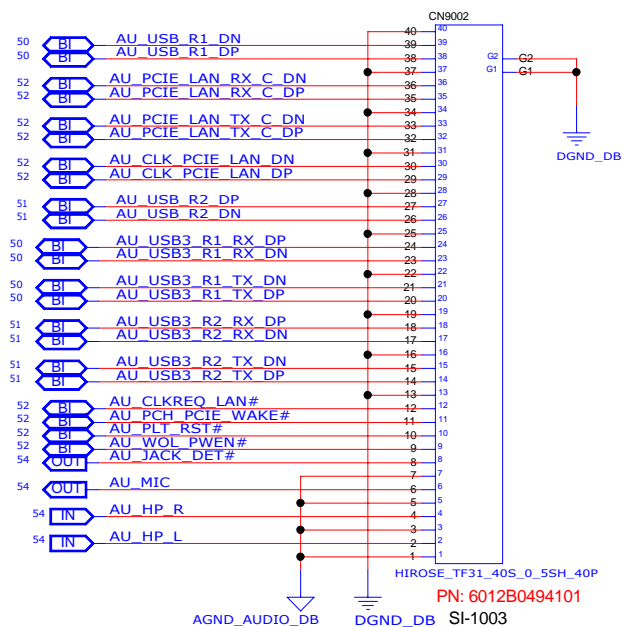 CN9002
40 40
50 BI AU_USB_R1_DN 39 39
50 BI AU_USB_R1_DP 38 38 G2 G2
37 37 G1 G1
52 BI AU_PCIE_LAN_RX_C_DN 36 36
52 BI AU_PCIE_LAN_RX_C_DP 35 35
34 34
52 BI AU_PCIE_LAN_TX_C_DN 33 33
52 BI AU_PCIE_LAN_TX_C_DP 32 32
DGND_DB
31 31
52 BI AU_CLK_PCIE_LAN_DN 30 30
52 BI AU_CLK_PCIE_LAN_DP 29 29
28 28
51 BI AU_USB_R2_DP 27 27
51 BI AU_USB_R2_DN 26 26
25 25
50 BI AU_USB3_R1_RX_DP 24 24
50 BI AU_USB3_R1_RX_DN 23 23
22 22
50 BI AU_USB3_R1_TX_DN 21 21
50 BI AU_USB3_R1_TX_DP 20 20
19 19
51 BI AU_USB3_R2_RX_DP 18 18
51 BI AU_USB3_R2_RX_DN 17 17
16 16
51 BI AU_USB3_R2_TX_DN 15 15
51 BI AU_USB3_R2_TX_DP 14 14
13 13
52 BI AU_CLKREQ_LAN# 12 12
52 BI AU_PCH_PCIE_WAKE# 11 11
52 BI AU_PLT_RST# 10 10
52 BI AU_WOL_PWEN# 9 9
54 OUT AU_JACK_DET# 8 8
7 7
54 OUT AU_MIC 6 6
5 5
54 IN AU_HP_R 4 4
3 3
54 IN AU_HP_L 2 2
1 1
HIROSE_TF31_40S_0_5SH_40P
PN: 6012B0494101
AGND_AUDIO_DB DGND_DB SI-1003